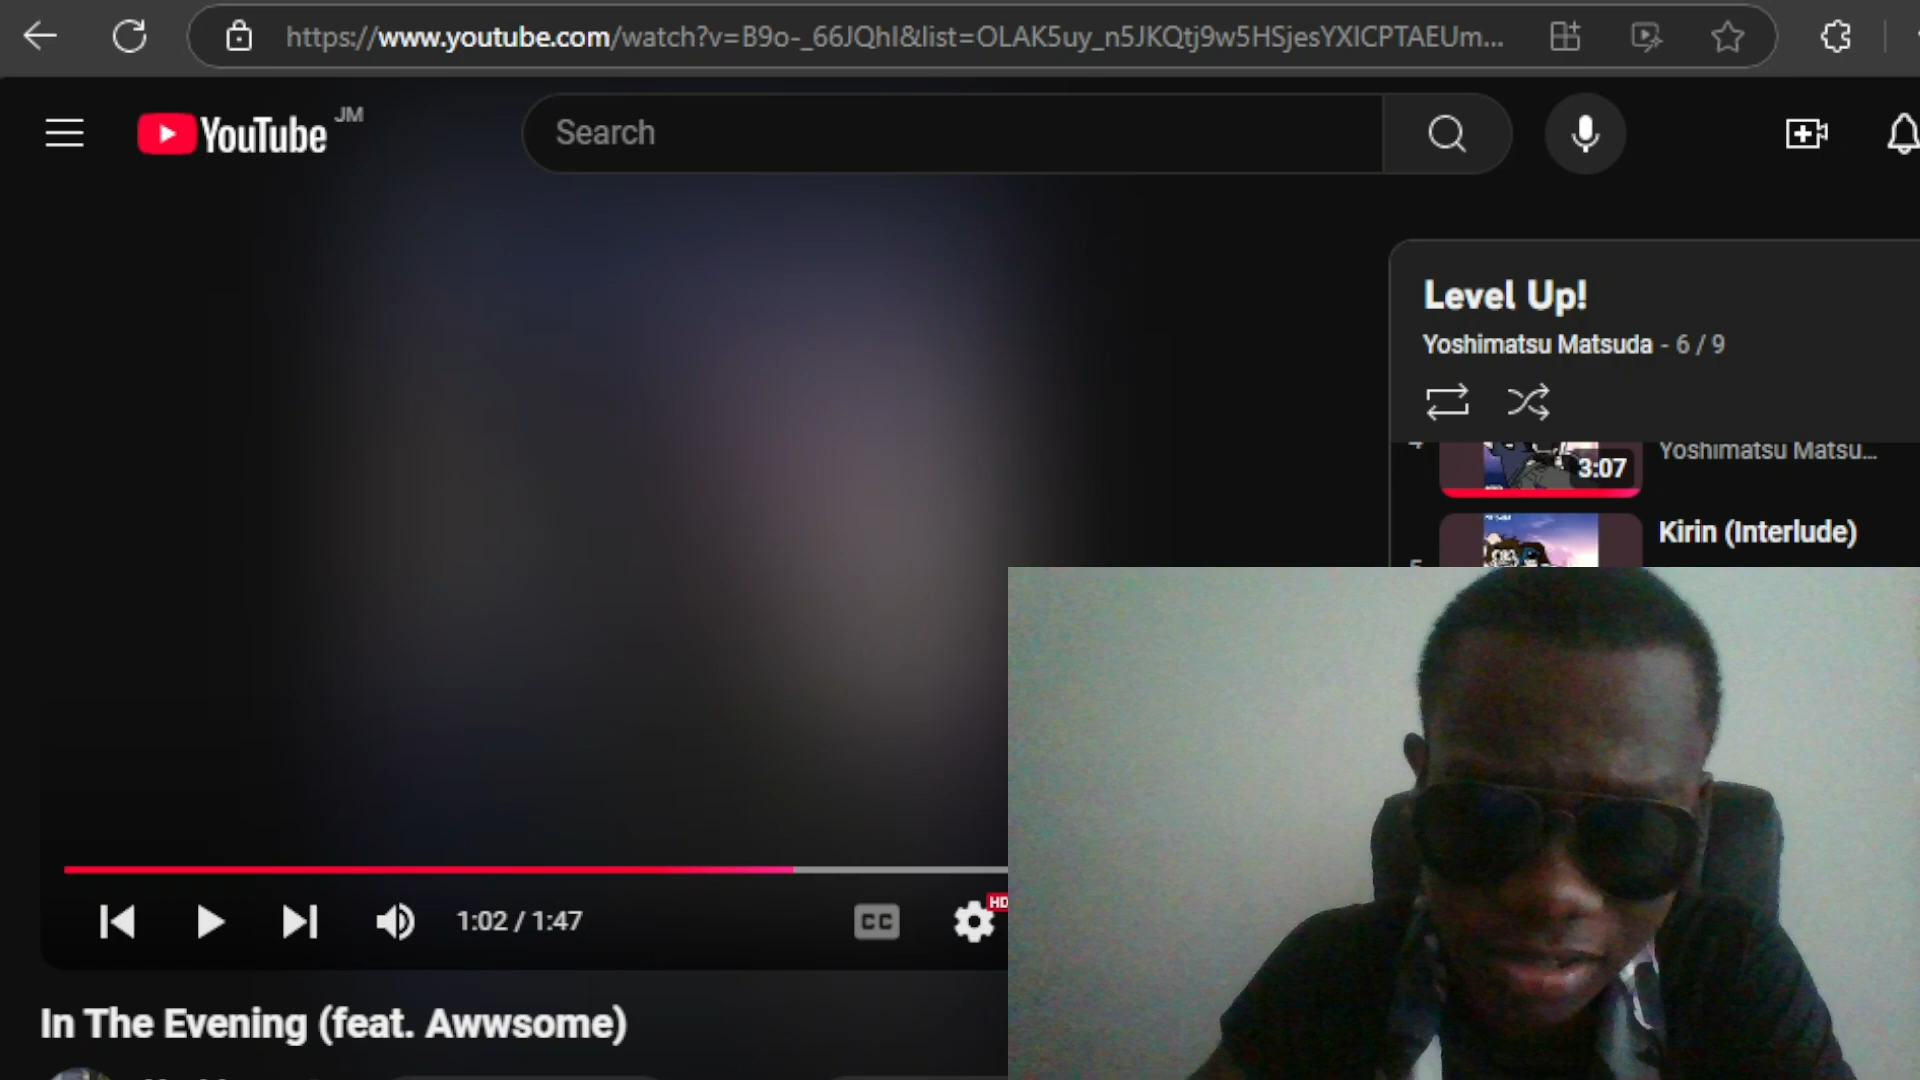 https://www.youtube.com/watch?v=B9o-_66JQhI&list=OLAK5uy_n5JKQtj9w5HSjesYXICPTAEUm...
YouTube JM
Search
Level Up!
Yoshimatsu Matsuda - 6 / 9
3:07
Yoshimatsu Matsu...
Kirin (Interlude)
1:02 / 1:47
CC
HD
In The Evening (feat. Awwsome)